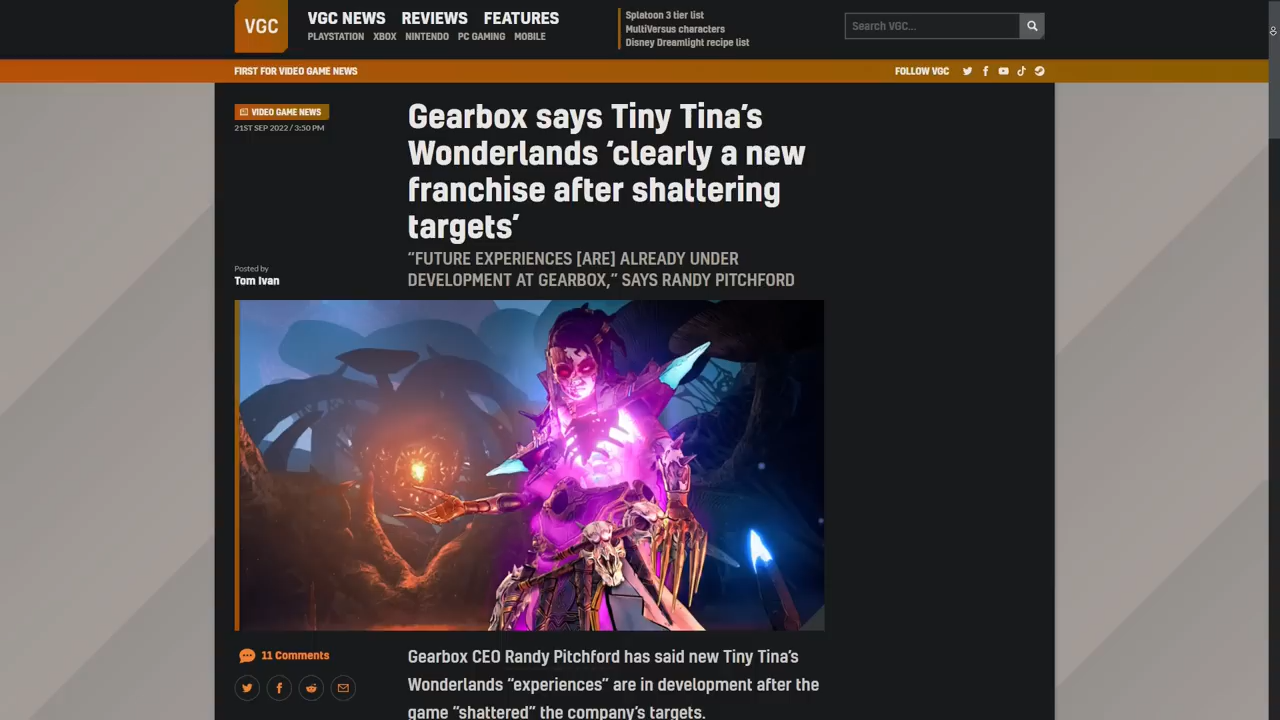 VGC
VGC NEWS REVIEWS FEATURES
PLAYSTATION XBOX NINTENDO PC GAMING MOBILE
Splatoon 3 tier list
MultiVersus characters
Disney Dreamlight recipe list
Search VGC...
FIRST FOR VIDEO GAME NEWS
FOLLOW VGC
VIDEO GAME NEWS
21ST SEP 2022 / 3:50 PM
Gearbox says Tiny Tina’s
Wonderlands ‘clearly a new
franchise after shattering
targets’
“FUTURE EXPERIENCES [ARE] ALREADY UNDER
DEVELOPMENT AT GEARBOX,” SAYS RANDY PITCHFORD
Posted by
Tom Ivan
11 Comments
Gearbox CEO Randy Pitchford has said new Tiny Tina’s
Wonderlands “experiences” are in development after the
game “shattered” the company’s targets.